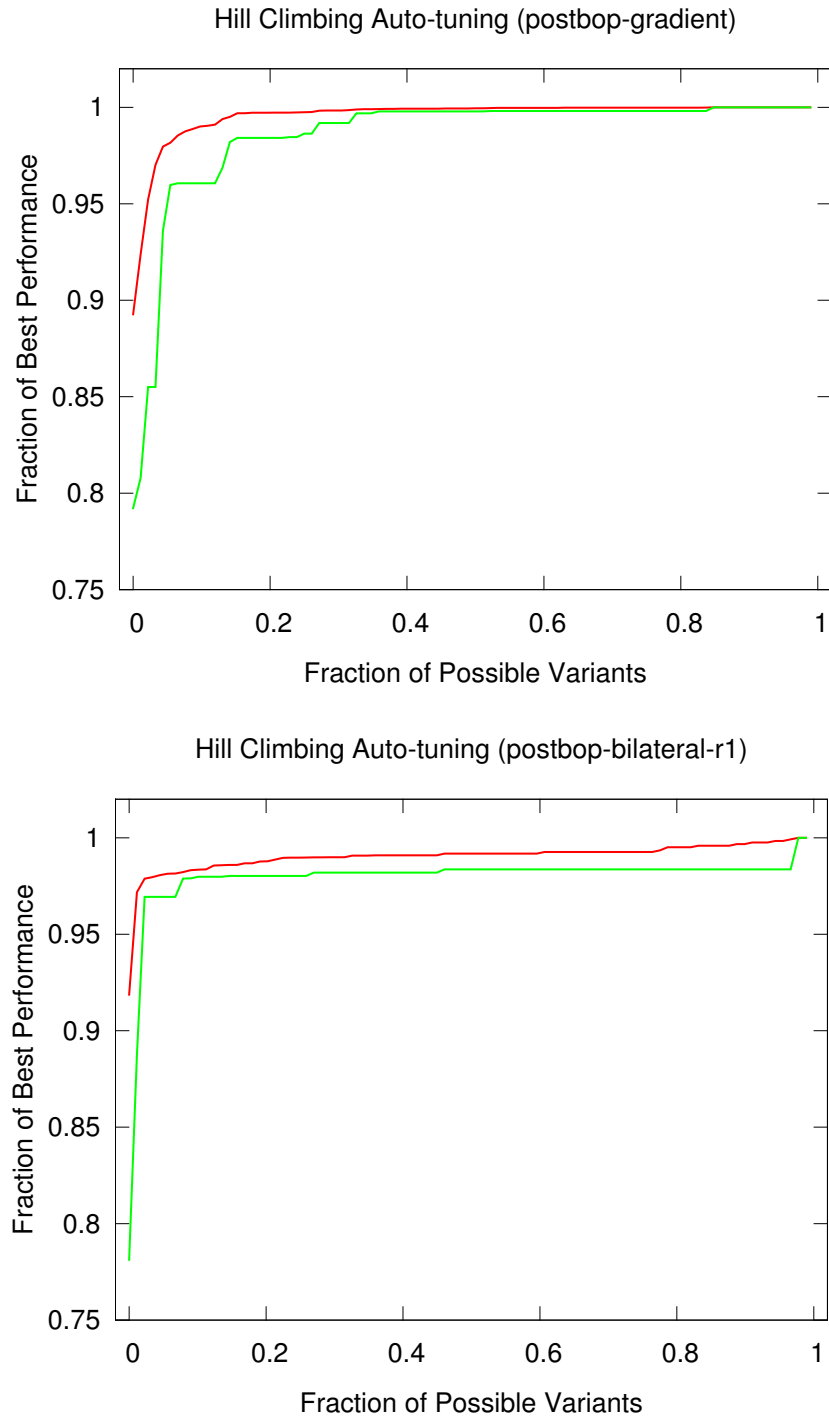 Hill Climbing Auto-tuning (postbop-gradient)
1
0.95
0.9
0.85
0.8
0.75
Fraction of Best Performance
0 0.2 0.4 0.6 0.8 1
Fraction of Possible Variants
Hill Climbing Auto-tuning (postbop-bilateral-r1)
1
0.95
0.9
0.85
0.8
0.75
Fraction of Best Performance
0 0.2 0.4 0.6 0.8 1
Fraction of Possible Variants